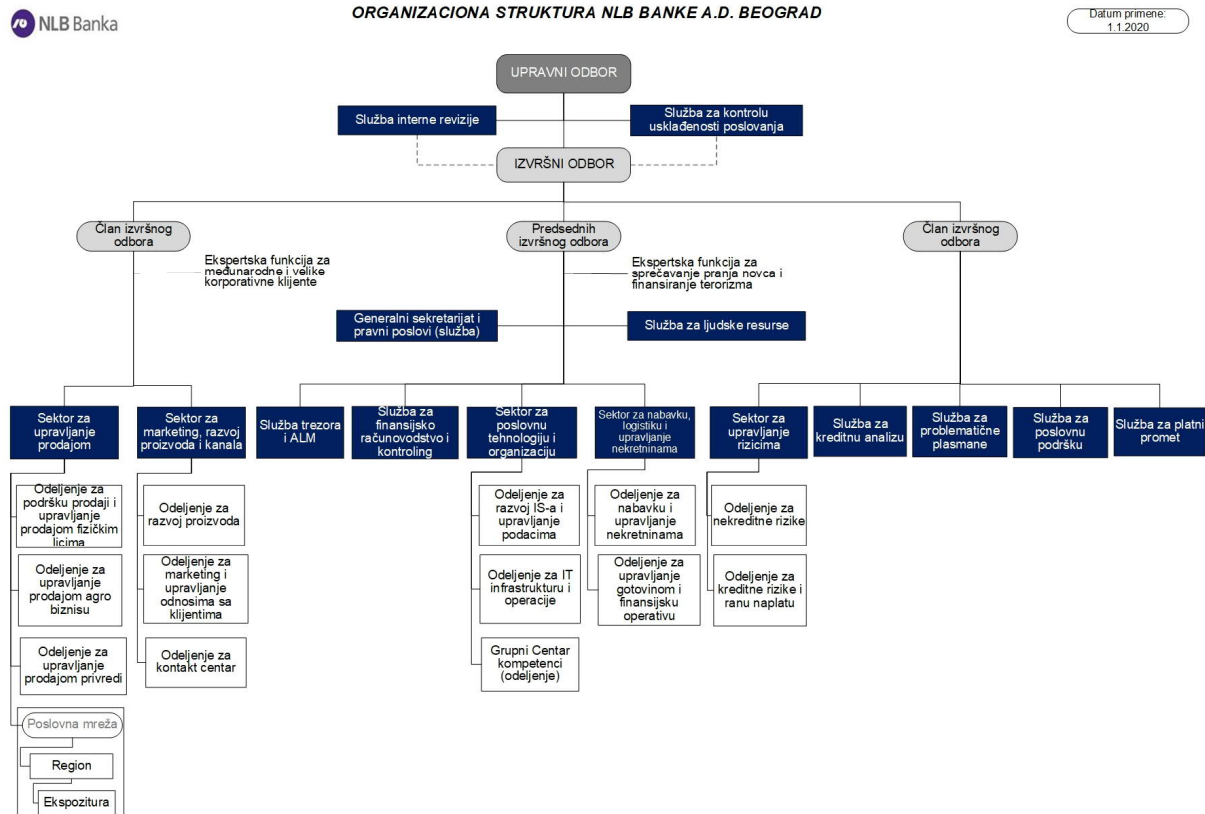 NLB Banka
ORGANIZACIONA STRUKTURA NLB BANKE A.D. BEOGRAD
Datum primene:
1.1.2020
UPRAVNI ODBOR
Služba interne revizije
Služba za kontrolu
usklađenosti poslovanja
IZVRŠNI ODBOR
Član izvršnog
odbora
Predsednih
izvršnog odbora
Član izvršnog
odbora
Ekspertska funkcija za
međunarodne i velike
korporativne klijente
Ekspertska funkcija za
sprečavanje pranja novca i
finansiranje terorizma
Generalni sekretarijat i
pravni poslovi (služba)
Služba za ljudske resurse
Sektor za
upravljanje
prodajom
Sektor za
marketing, razvoj
proizvoda i kanala
Služba trezora
i ALM
Služba za
finansijsko
računovodstvo i
kontroling
Sektor za
poslovnu
tehnologiju i
organizaciju
Sektor za nabavku,
logistiku i
upravljanje
nekretninama
Sektor za
upravljanje
rizicima
Služba za
kreditnu analizu
Služba za
problematične
plasmane
Služba za
poslovnu
podršku
Služba za platni
promet
Odeljenje za
podršku prodaji i
upravljanje
prodajom fizičkim
licima
Odeljenje za
razvoj proizvoda
Odeljenje za
razvoj IS-a i
upravljanje
podacima
Odeljenje za
nabavku i
upravljanje
nekretninama
Odeljenje za
nekreditne rizike
Odeljenje za
upravljanje
prodajom agro
biznisu
Odeljenje za
marketing i
upravljanje
odnosima sa
klijentima
Odeljenje za IT
infrastrukturu i
operacije
Odeljenje za
upravljanje
gotovinom i
finansijsku
operativu
Odeljenje za
kreditne rizike i
ranu naplatu
Odeljenje za
upravljanje
prodajom privredi
Odeljenje za
kontakt centar
Grupni Centar
kompetenci
(odeljenje)
Poslovna mreža
Region
Ekspozitura